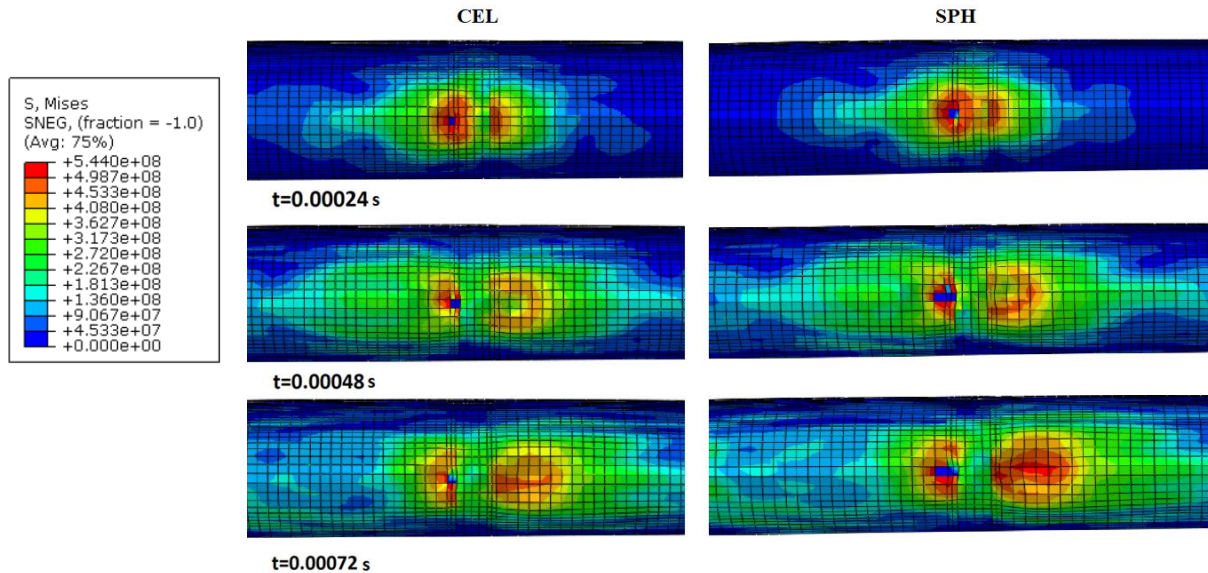 CEL SPH
S, Mises
SNEG, (fraction = -1.0)
(Avg: 75%)
+5.440e+08
+4.987e+08
+4.533e+08
+4.080e+08
+3.627e+08
+3.173e+08
+2.720e+08
+2.267e+08
+1.813e+08
+1.360e+08
+9.067e+07
+4.533e+07
+0.000e+00
t=0.00024 s
t=0.00048 s
t=0.00072 s